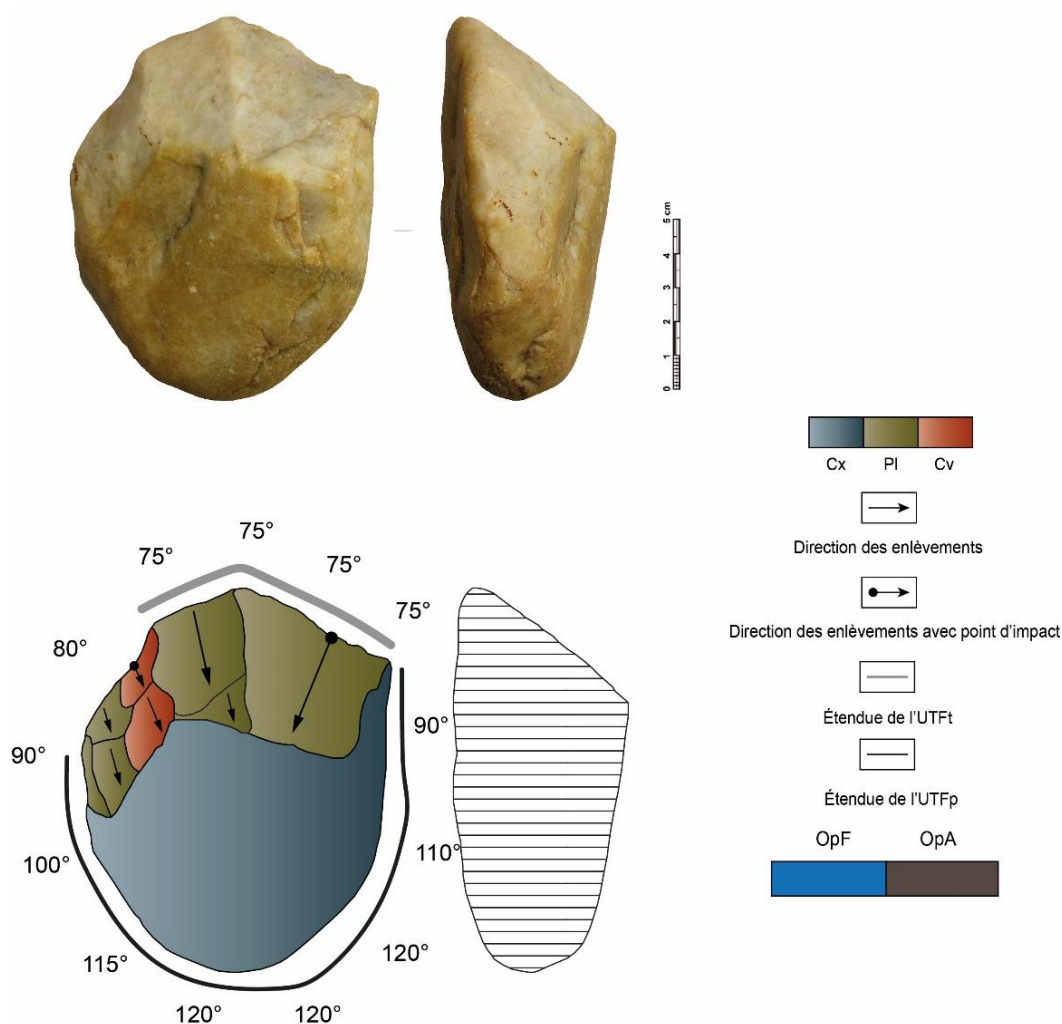 5 cm
4
3
2
1
0
Cx Pl Cv
Direction des enlèvements
Direction des enlèvements avec point d'impact
Étendue de l'UTFt
Étendue de l'UTFp
OpF OpA
75°
75° 75°
75°
80°
90°
90°
100° 110°
115° 120°
120° 120°